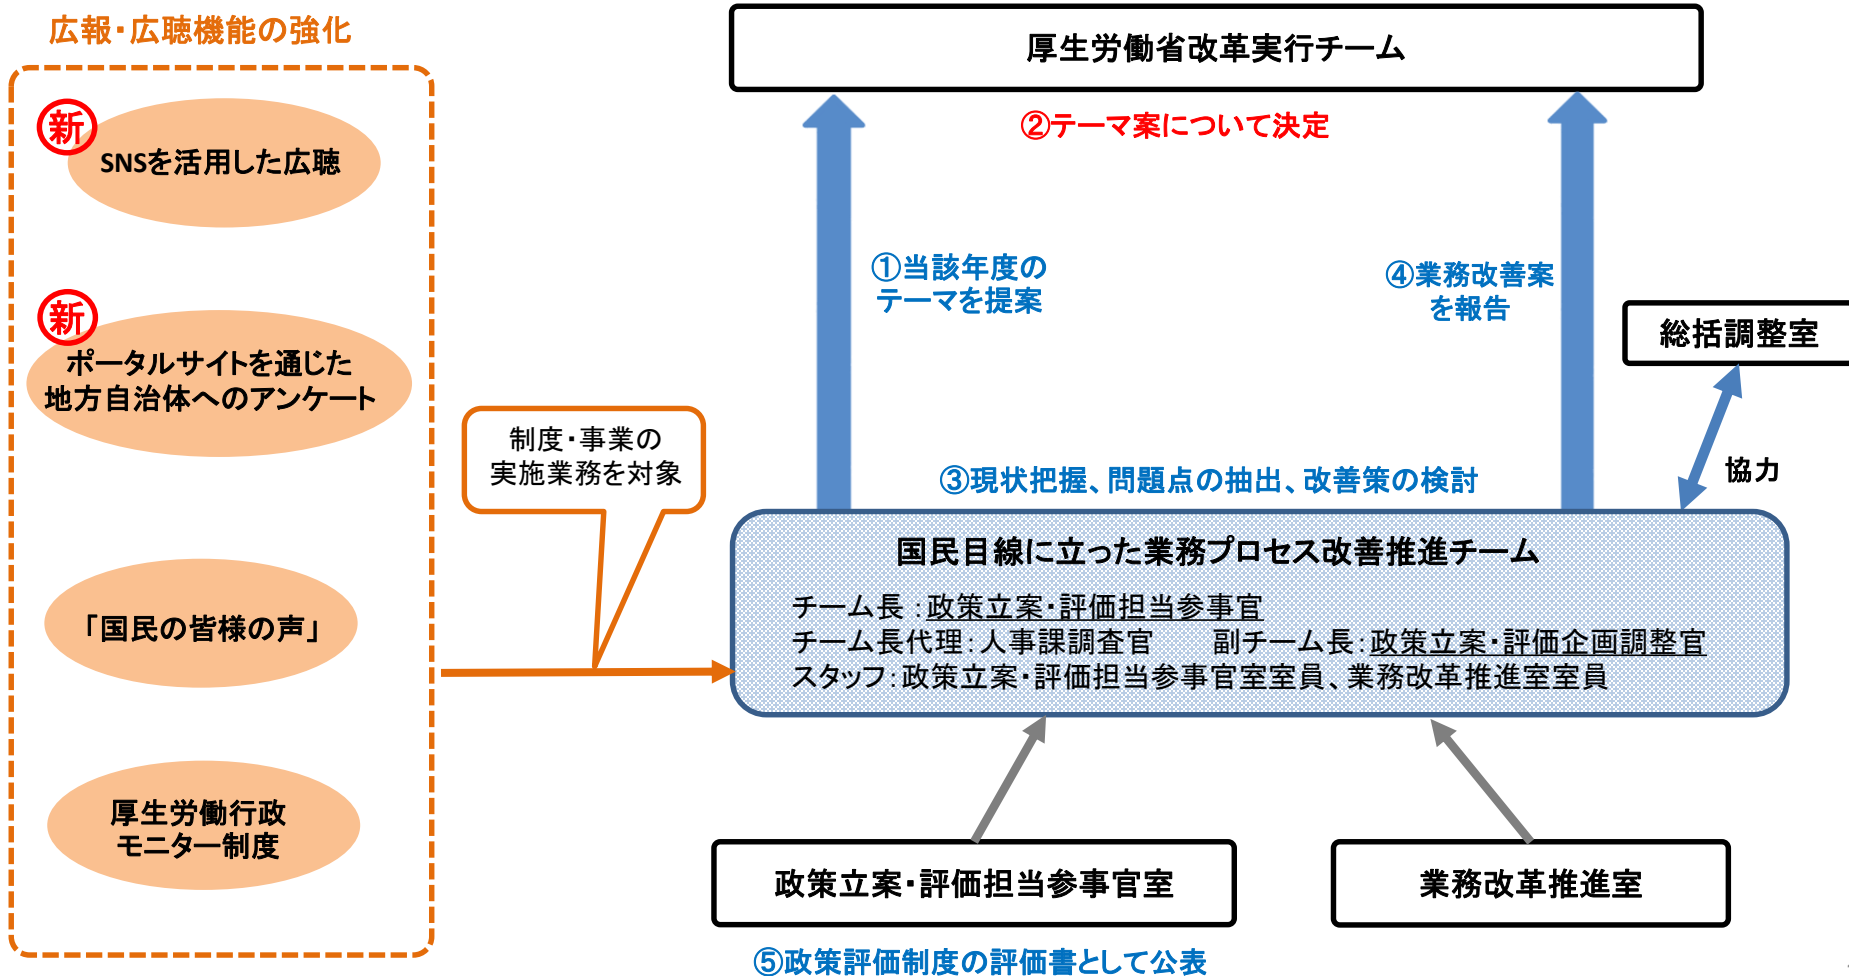 広報・広聴機能の強化
新
SNSを活用した広聴
新
ポータルサイトを通じた
地方自治体へのアンケート
「国民の皆様の声」
厚生労働行政
モニター制度
制度・事業の
実施業務を対象
厚生労働省改革実行チーム
②テーマ案について決定
①当該年度の
テーマを提案
④業務改善案
を報告
総括調整室
協力
③現状把握、問題点の抽出、改善策の検討
国民目線に立った業務プロセス改善推進チーム
チーム長：政策立案・評価担当参事官
チーム長代理：人事課調査官　　副チーム長：政策立案・評価企画調整官
スタッフ：政策立案・評価担当参事官室室員、業務改革推進室室員
政策立案・評価担当参事官室
業務改革推進室
⑤政策評価制度の評価書として公表